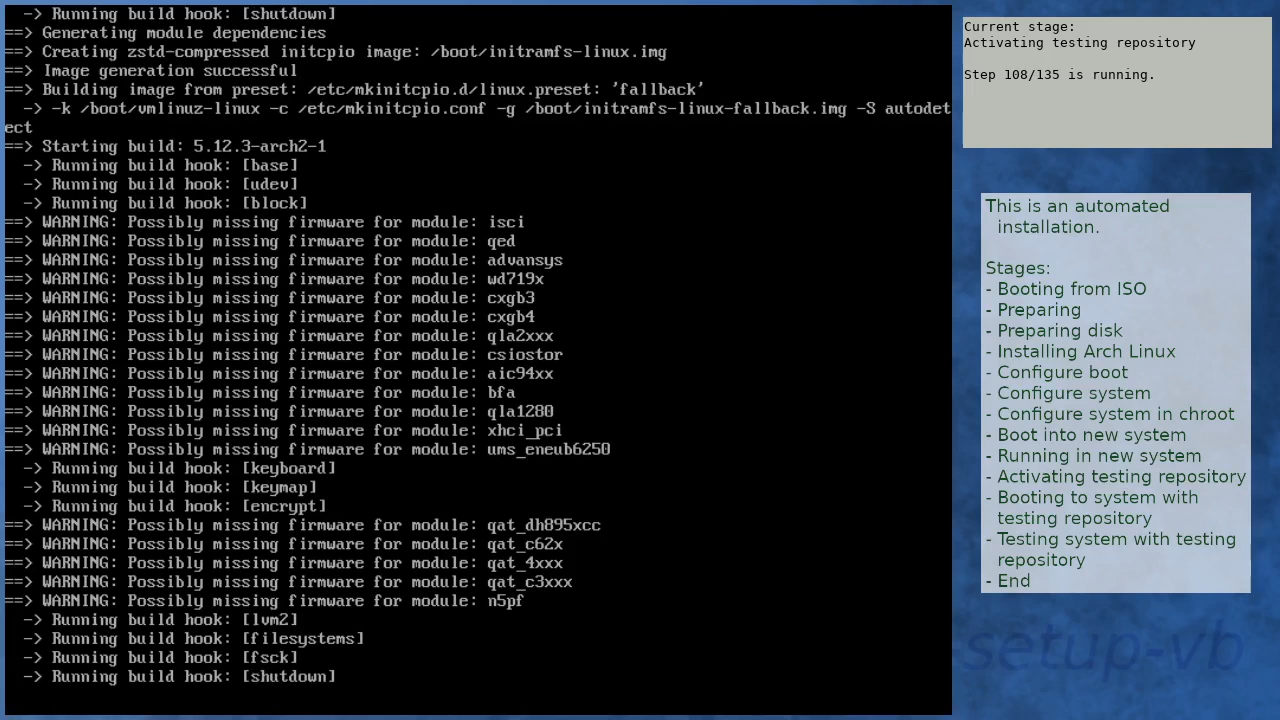 -> Running build hook: [shutdown]
==> Generating module dependencies
==> Creating zstd-compressed initcpio image: /boot/initramfs-linux.img
==> Image generation successful
==> Building image from preset: /etc/mkinitcpio.d/linux.preset: 'fallback'
  -> -k /boot/vmlinuz-linux -c /etc/mkinitcpio.conf -g /boot/initramfs-linux-fallback.img -S autodet
ect
==> Starting build: 5.12.3-arch2-1
  -> Running build hook: [base]
  -> Running build hook: [udev]
  -> Running build hook: [block]
==> WARNING: Possibly missing firmware for module: isci
==> WARNING: Possibly missing firmware for module: qed
==> WARNING: Possibly missing firmware for module: advansys
==> WARNING: Possibly missing firmware for module: wd719x
==> WARNING: Possibly missing firmware for module: cxgb3
==> WARNING: Possibly missing firmware for module: cxgb4
==> WARNING: Possibly missing firmware for module: qla2xxx
==> WARNING: Possibly missing firmware for module: csiostor
==> WARNING: Possibly missing firmware for module: aic94xx
==> WARNING: Possibly missing firmware for module: bfa
==> WARNING: Possibly missing firmware for module: qla1280
==> WARNING: Possibly missing firmware for module: xhci_pci
==> WARNING: Possibly missing firmware for module: ums_eneub6250
  -> Running build hook: [keyboard]
  -> Running build hook: [keymap]
  -> Running build hook: [encrypt]
==> WARNING: Possibly missing firmware for module: qat_dh895xcc
==> WARNING: Possibly missing firmware for module: qat_c62x
==> WARNING: Possibly missing firmware for module: qat_4xxx
==> WARNING: Possibly missing firmware for module: qat_c3xxx
==> WARNING: Possibly missing firmware for module: n5pf
  -> Running build hook: [lvm2]
  -> Running build hook: [filesystems]
  -> Running build hook: [fsck]
  -> Running build hook: [shutdown]
Current stage:
Activating testing repository
Step 108/135 is running.
This is an automated
installation.
Stages:
- Booting from ISO
- Preparing
- Preparing disk
- Installing Arch Linux
- Configure boot
- Configure system
- Configure system in chroot
- Boot into new system
- Running in new system
- Activating testing repository
- Booting to system with
testing repository
- Testing system with testing
repository
- End
setup-vb